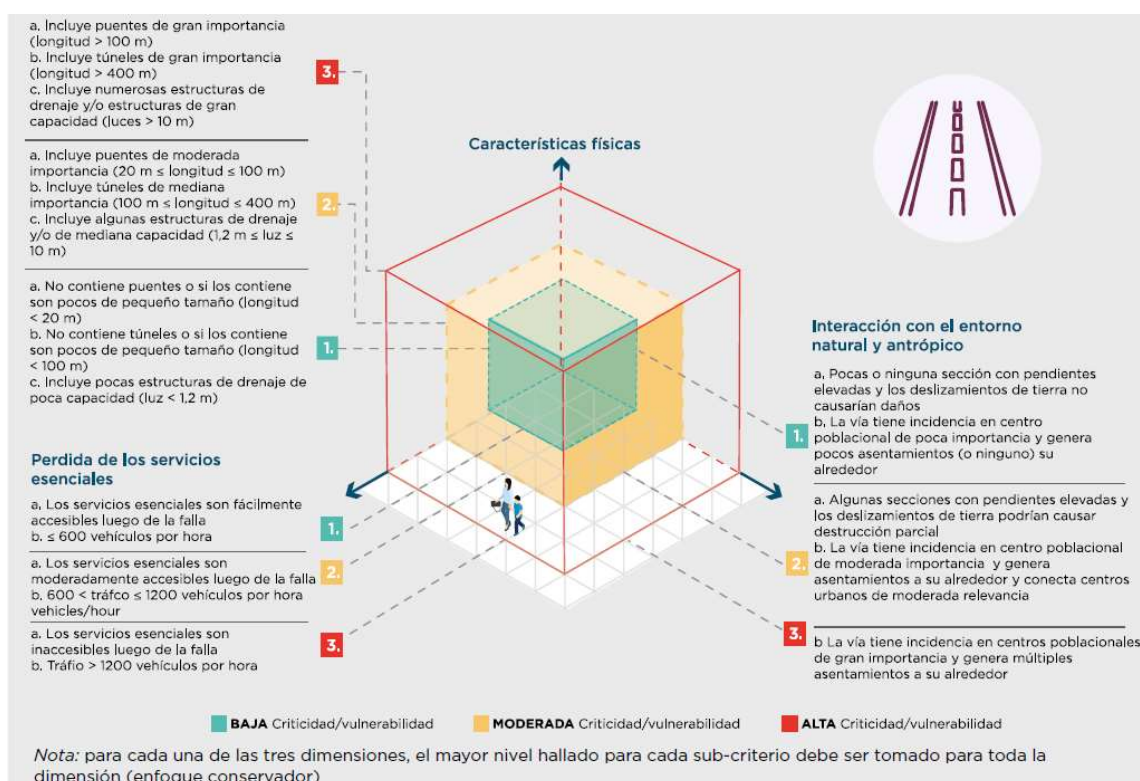 a. Incluye puentes de gran importancia
(longitud > 100 m)
b. Incluye túneles de gran importancia
(longitud > 400 m)
c. Incluye numerosas estructuras de
drenaje y/o estructuras de gran
capacidad (luces > 10 m)
3.
a. Incluye puentes de moderada
importancia (20 m ≤ longitud ≤ 100 m)
b. Incluye túneles de mediana
importancia (100 m ≤ longitud ≤ 400 m)
c. Incluye algunas estructuras de drenaje
y/o de mediana capacidad (1,2 m ≤ luz ≤
10 m)
2.
a. No contiene puentes o si los contiene
son pocos de pequeño tamaño (longitud
< 20 m)
b. No contiene túneles o si los contiene
son pocos de pequeño tamaño (longitud
< 100 m)
c. Incluye pocas estructuras de drenaje de
poca capacidad (luz < 1,2 m)
1.
Características físicas
Perdida de los servicios
esenciales
a, Los servicios esenciales son fácilmente
accesibles luego de la falla
b. ≤ 600 vehículos por hora
1.
a. Los servicios esenciales son
moderadamente accesibles luego de la falla
b. 600 < tráfco ≤ 1200 vehículos por hora
vehicles/hour
2.
a. Los servicios esenciales son
inaccesibles luego de la falla
b. Tráfio > 1200 vehículos por hora
3.
Interacción con el entorno
natural y antrópico
a, Pocas o ninguna sección con pendientes
elevadas y los deslizamientos de tierra no
causarían daños
b, La vía tiene incidencia en centro
poblacional de poca importancia y genera
pocos asentamientos (o ninguno) su
alrededor
1.
a. Algunas secciones con pendientes elevadas y
los deslizamientos de tierra podrían causar
destrucción parcial
b. La vía tiene incidencia en centro poblacional
de moderada importancia y genera
asentamientos a su alrededor y conecta centros
urbanos de moderada relevancia
2.
3.
b La vía tiene incidencia en centros poblacionales
de gran importancia y genera múltiples
asentamientos a su alrededor
BAJA Criticidad/vulnerabilidad
MODERADA Criticidad/vulnerabilidad
ALTA Criticidad/vulnerabilidad
Nota: para cada una de las tres dimensiones, el mayor nivel hallado para cada sub-criterio debe ser tomado para toda la
dimensión (enfoque conservador)